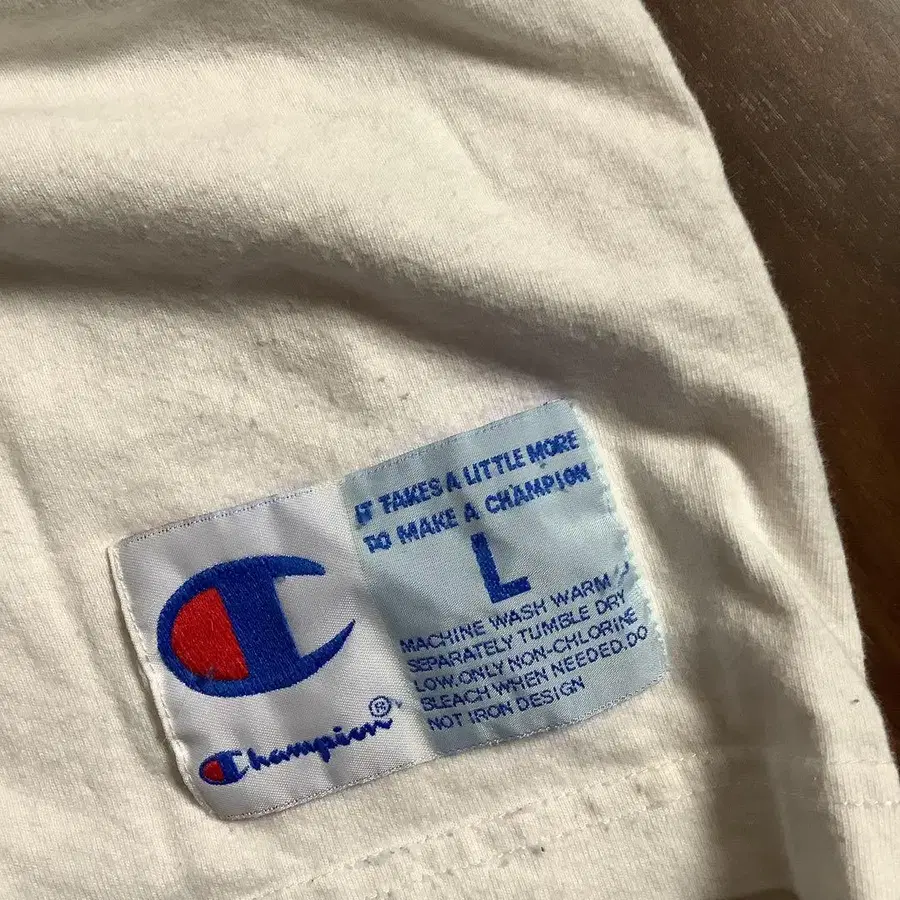 IT TAKES A LITTLE MORE
TO MAKE A CHAMPION
L
MACHINE WASH WARM
SEPARATELY TUMBLE DRY
LOW.ONLY NON-CHLORINE
BLEACH WHEN NEEDED.DO
NOT IRON DESIGN
Champion®